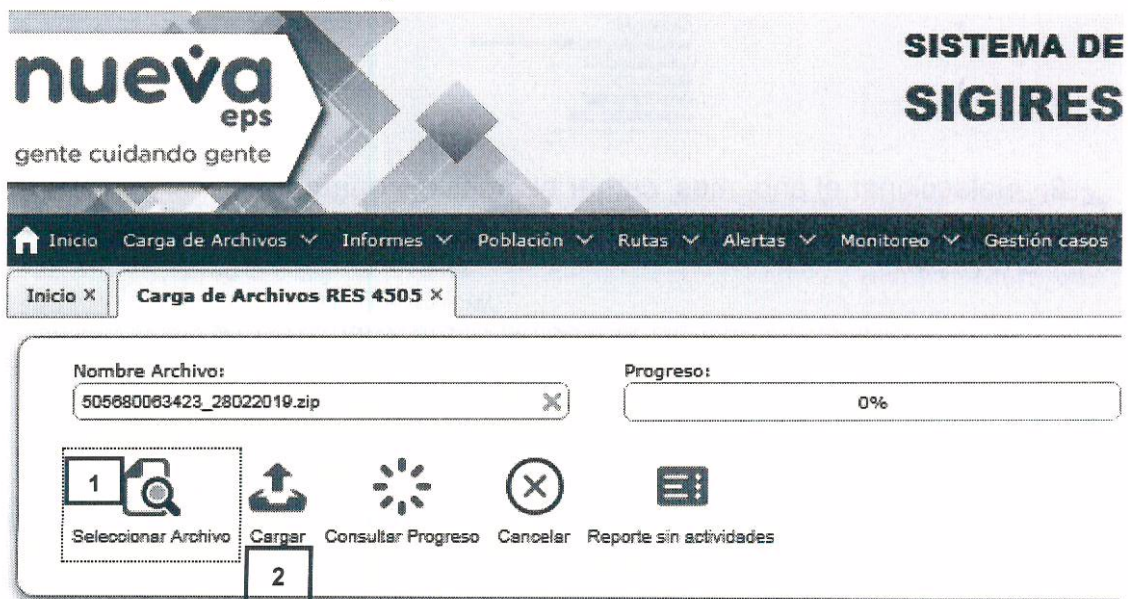 nueva
eps
gente cuidando gente
SISTEMA DE
SIGIRES
Inicio Carga de Archivos Informes Población Rutas Alertas Monitoreo Gestión casos
Inicio × Carga de Archivos RES 4505 ×
Nombre Archivo: Progreso:
505680063423_28022019.zip 0%
1
Seleccionar Archivo Cargar Consultar Progreso Cancelar Reporte sin actividades
2